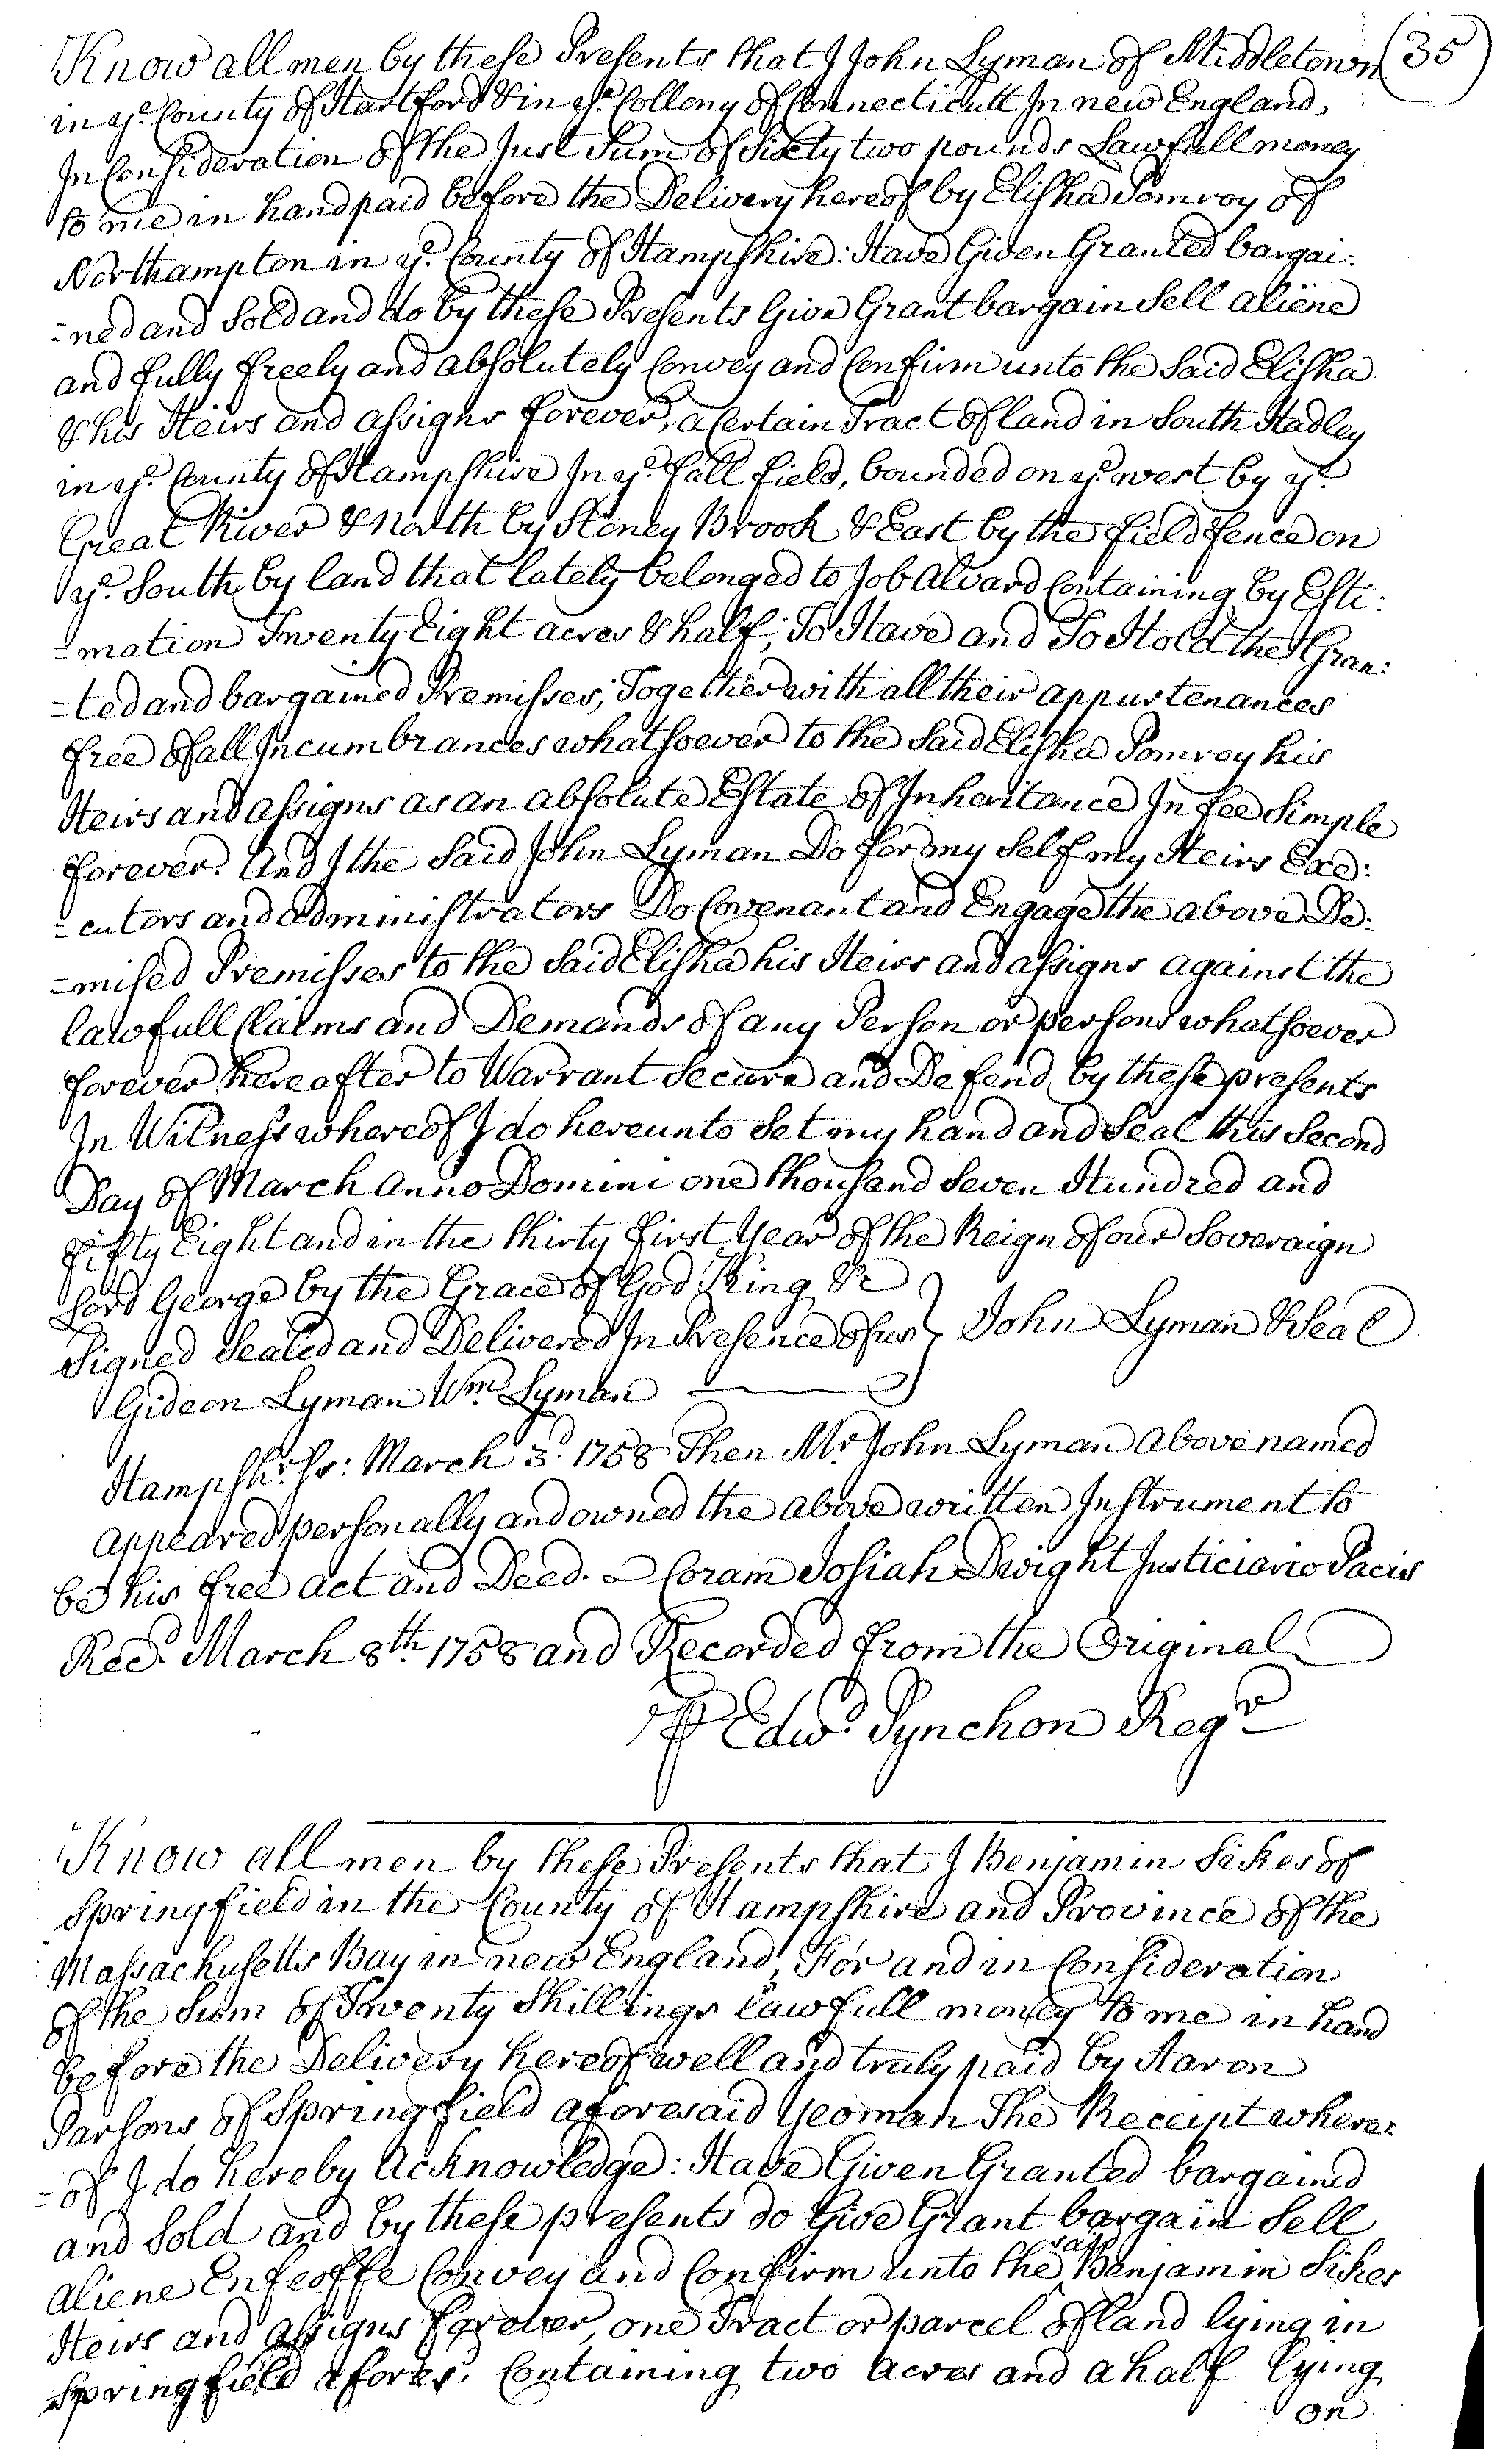 (35)
Know all men by these Presents that I John Lyman of Middletown
in ye. County of Hartford & in ye. Collony of Connecticutt In new England,
In Consideration of the Just Sum of Sixty two pounds Lawfull money
to me in hand paid before the Delivery hereof by Elisha Pomroy of
Northampton in ye. County of Hampshire: Have Given Granted bargai:
=ned and Sold and do by these Presents Give Grant bargain Sell aliene
and fully freely and absolutely Convey and Confirm unto the Said Elisha
& his Heirs and assigns forever, a Certain Tract of land in South Hadley
in ye. County of Hampshire In ye. fall field, bounded on ye. west by ye.
Great River & North by Stoney Brook & East by the field fence on
ye. South by land that lately belonged to Job Alvard Containing by Esti:
=mation Twenty Eight acres & half; To Have and To Hold the Gran:
=ted and bargained Premisses; Together with all their appurtenances
free of all Incumbrances whatsoever to the Said Elisha Pomroy his
Heirs and assigns as an absolute Estate of Inheritance In fee Simple
forever. And I the Said John Lyman Do for my Self my Heirs Exe:
=cutors and administrators Do Covenant and Engage the above De:
=mised Premisses to the Said Elisha his Heirs and assigns against the
lawfull Claims and Demands of any Person or persons whatsoever
forever hereafter to Warrant Secure and Defend by these presents
In Witness whereof I do hereunto Set my hand and Seal this Second
Day of March Anno Domini one thousand Seven Hundred and
fifty Eight and in the thirty first Year of the Reign of our Soveraign
Lord George by the Grace of God King &c
Signed Sealed and Delivered In Presence of us } John Lyman & Seal
Gideon Lyman Wm. Lyman
Hampshr. Ss: March 3d. 1758 Then Mr. John Lyman above named
appeared personally and owned the above written Instrument to
be his free act and Deed. Coram Josiah Dwight Justiciario Pacis
Recd. March 8th. 1758 and Recorded from the Original
⅌ Edwd. Pynchon Regr
Know all men by these Presents that I Benjamin Sikes of
Springfield in the County of Hampshire and Province of the
Massachusetts Bay in new England, For and in Consideration
of the Sum of Twenty Shillings Lawfull money to me in hand
before the Delivery hereof well and truly paid by Aaron
Parsons of Springfield aforesaid Yeoman The Receipt where:
=of I do hereby Acknowledge: Have Given Granted bargained
and Sold and by these presents do Give Grant bargain Sell
aliene Enfeoffe Convey and Confirm unto the said Benjamin Sikes
Heirs and assigns forever, one Tract or parcel of land lying in
Springfield afores'd. Containing two Acres and a half lying
on